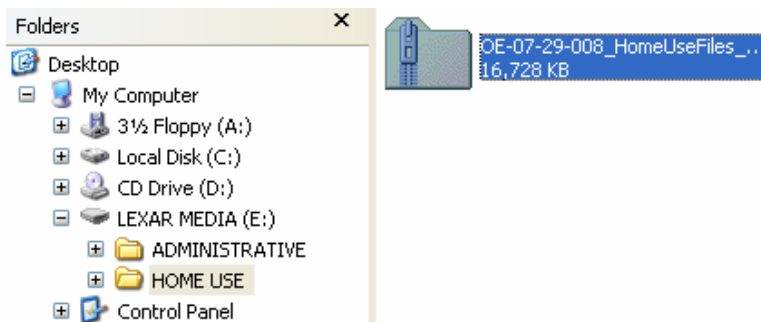 Folders
Desktop
My Computer
3½ Floppy (A:)
Local Disk (C:)
CD Drive (D:)
LEXAR MEDIA (E:)
ADMINISTRATIVE
HOME USE
Control Panel
OE-07-29-008_HomeUseFiles_...
16,728 KB